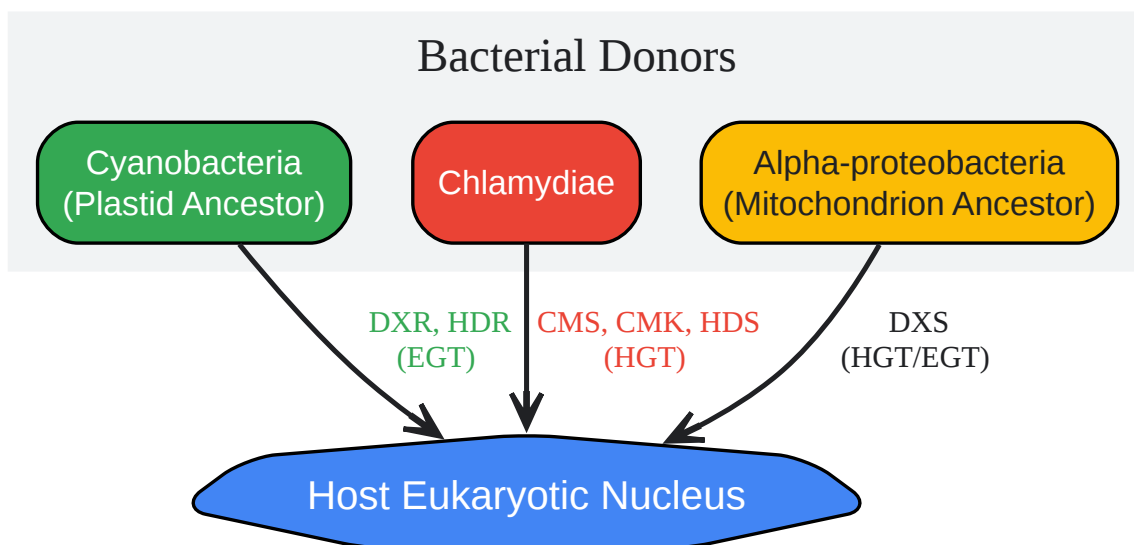 Bacterial Donors
Cyanobacteria
(Plastid Ancestor)
Chlamydiae
Alpha-proteobacteria
(Mitochondrion Ancestor)
DXR, HDR
(EGT)
CMS, CMK, HDS
(HGT)
DXS
(HGT/EGT)
Host Eukaryotic Nucleus